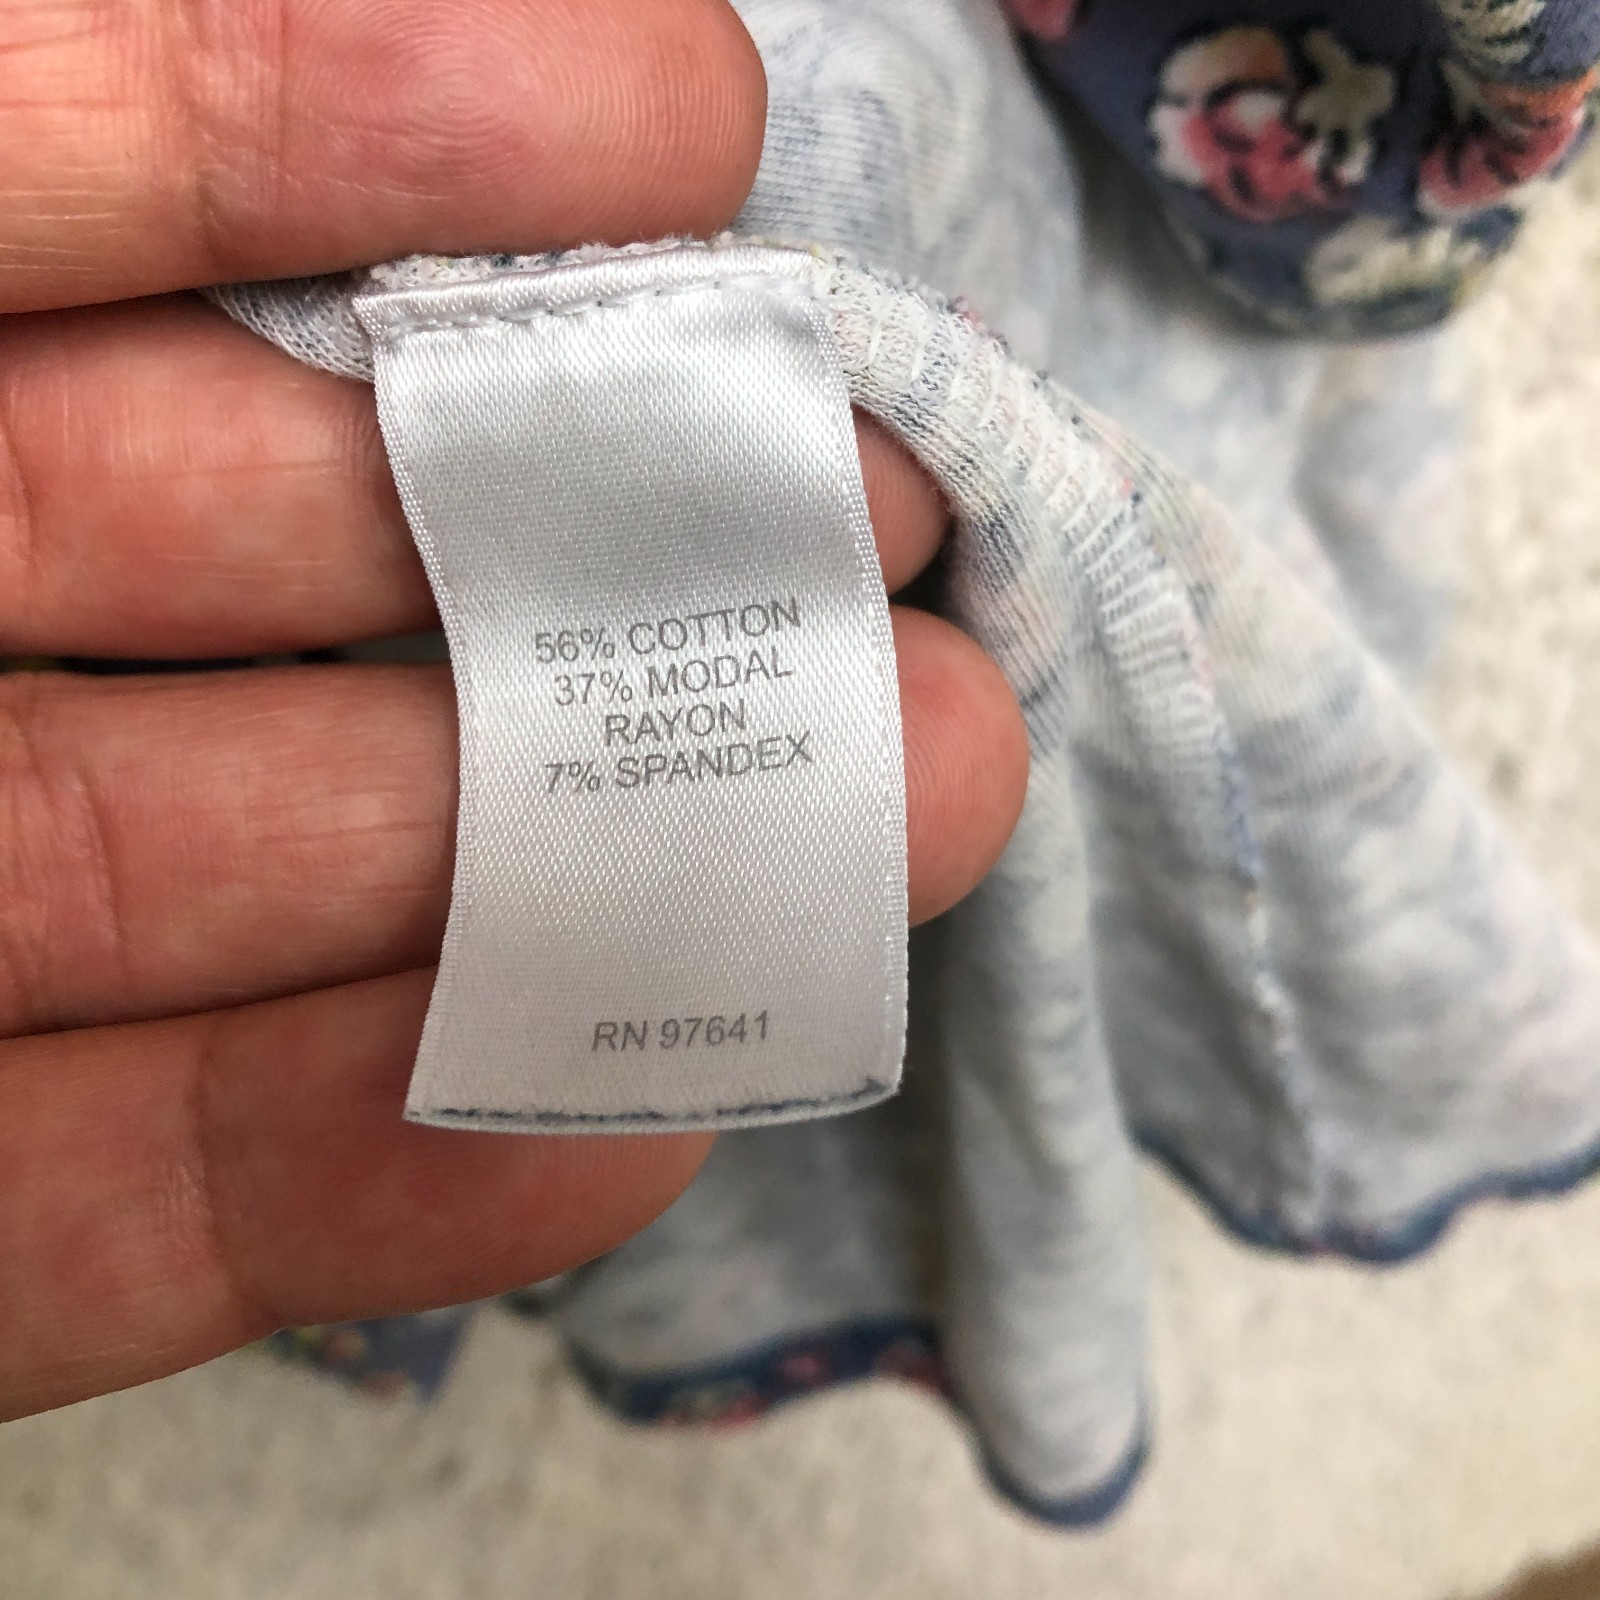 56% COTTON
37% MODAL
RAYON
7% SPANDEX
RN 97641